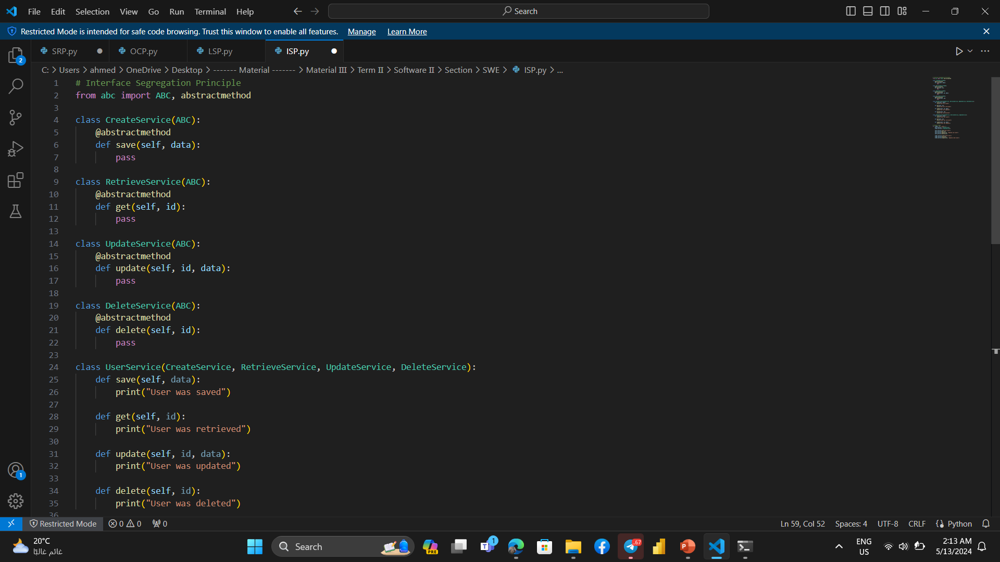 File Edit Selection View Go Run Terminal Help
Search
Restricted Mode is intended for safe code browsing. Trust this window to enable all features. Manage Learn More
2
SRP.py OCP.py LSP.py ISP.py
C: > Users > ahmed > OneDrive > Desktop > ------- Material ------- > Material III > Term II > Software II > Section > SWE > ISP.py > ...
1 # Interface Segregation Principle
2 from abc import ABC, abstractmethod
3
4 class CreateService(ABC):
5 @abstractmethod
6 def save(self, data):
7 pass
8
9 class RetrieveService(ABC):
10 @abstractmethod
11 def get(self, id):
12 pass
13
14 class UpdateService(ABC):
15 @abstractmethod
16 def update(self, id, data):
17 pass
18
19 class DeleteService(ABC):
20 @abstractmethod
21 def delete(self, id):
22 pass
23
24 class UserService(CreateService, RetrieveService, UpdateService, DeleteService):
25 def save(self, data):
26 print("User was saved")
27
28 def get(self, id):
29 print("User was retrieved")
30
31 def update(self, id, data):
32 print("User was updated")
33
34 def delete(self, id):
35 print("User was deleted")
36
1
Restricted Mode 0 0 0 Ln 59, Col 52 Spaces: 4 UTF-8 CRLF Python
20°C
غائم غالبًا
Search
PRE
1
.67
ENG
US
2:13 AM
5/13/2024